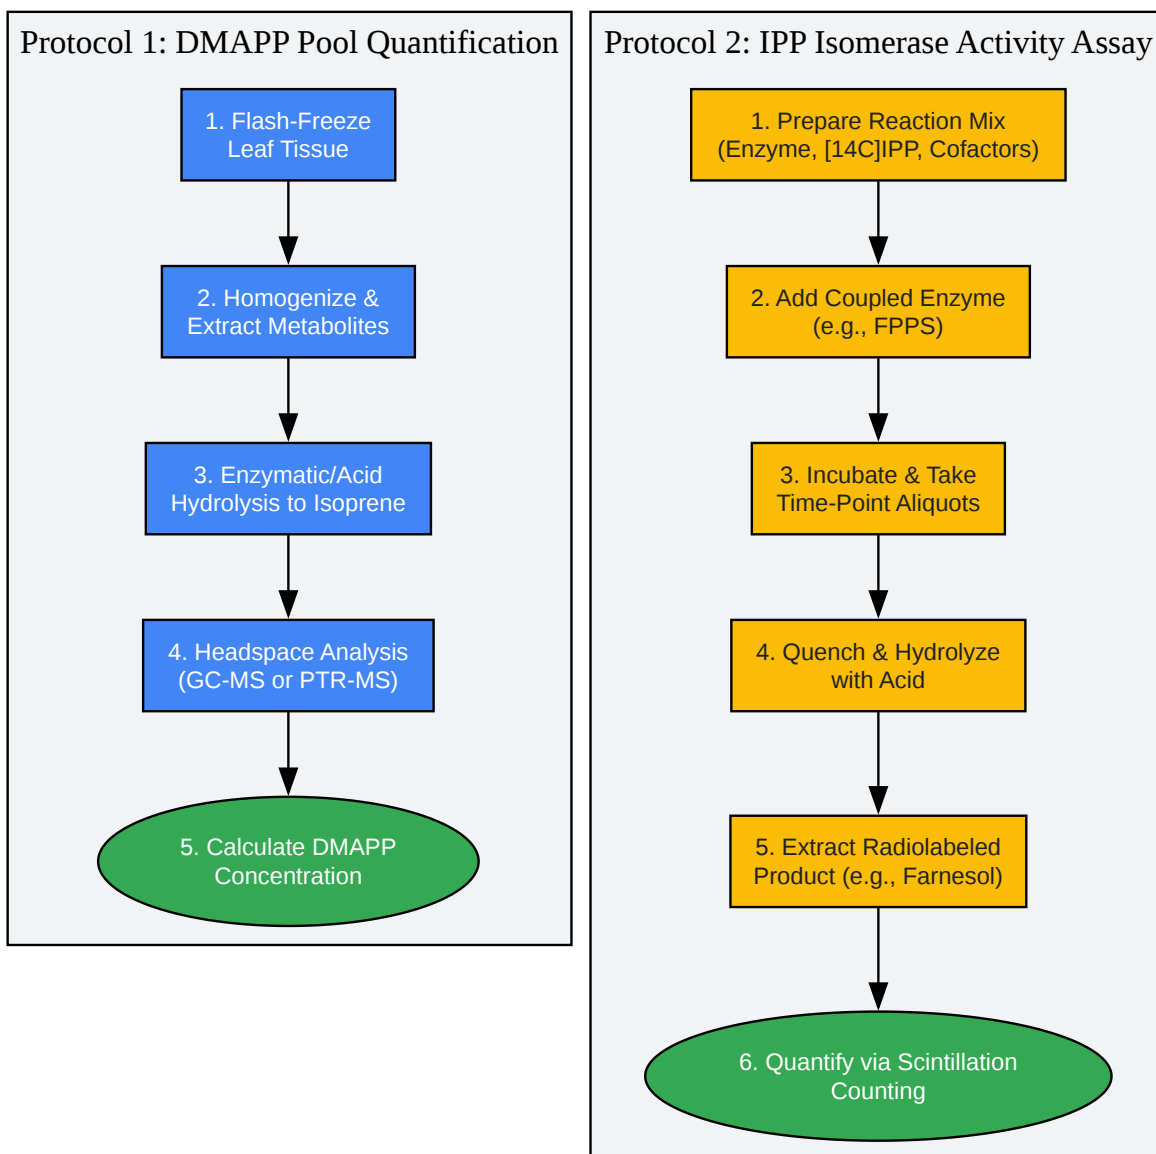 Protocol 1: DMAPP Pool Quantification
1. Flash-Freeze
Leaf Tissue
2. Homogenize &
Extract Metabolites
3. Enzymatic/Acid
Hydrolysis to Isoprene
4. Headspace Analysis
(GC-MS or PTR-MS)
5. Calculate DMAPP
Concentration
Protocol 2: IPP Isomerase Activity Assay
1. Prepare Reaction Mix
(Enzyme, [14C]IPP, Cofactors)
2. Add Coupled Enzyme
(e.g., FPPS)
3. Incubate & Take
Time-Point Aliquots
4. Quench & Hydrolyze
with Acid
5. Extract Radiolabeled
Product (e.g., Farnesol)
6. Quantify via Scintillation
Counting